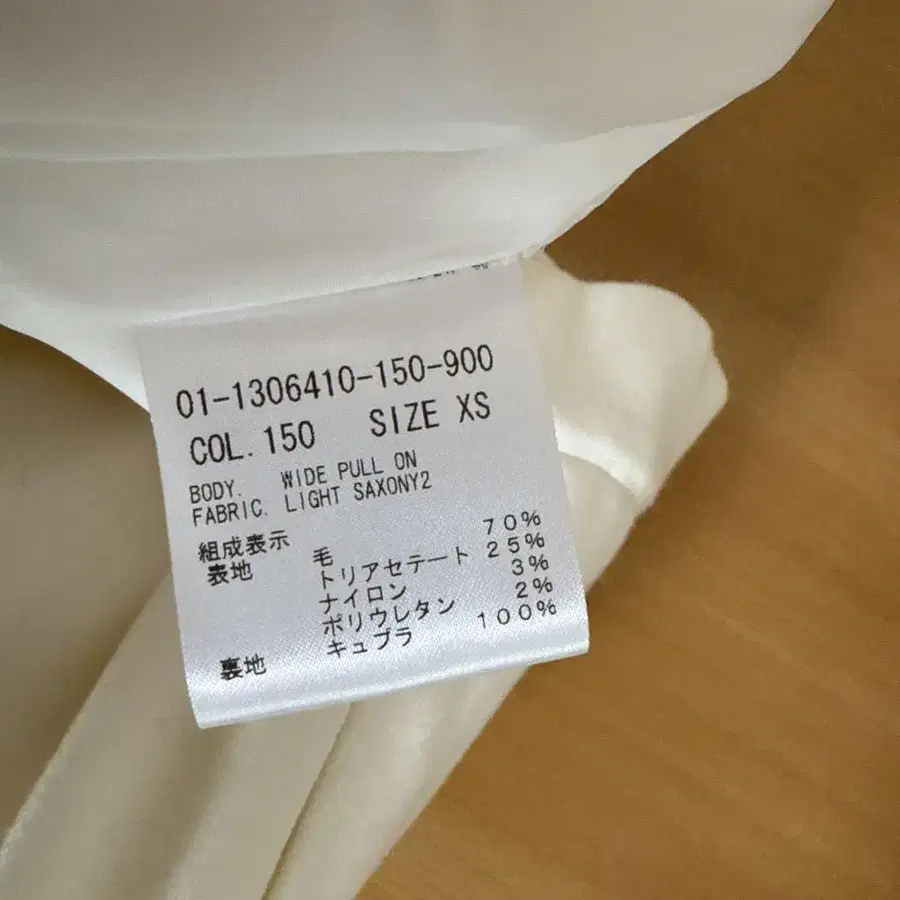 01-1306410-150-900
COL. 150 SIZE XS
BODY. WIDE PULL ON
FABRIC. LIGHT SAXONY2
組成表示
表地 毛 70%
トリアセテート 25%
ナイロン 3%
ポリウレタン 2%
裏地 キュプラ 100%